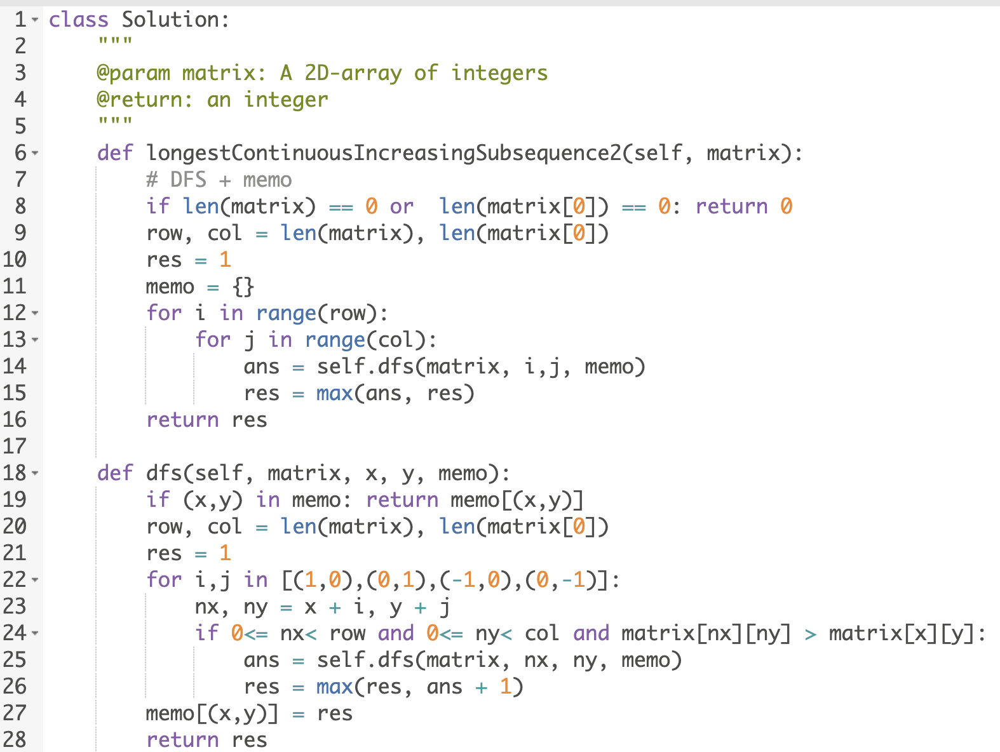 1 class Solution:
2     """
3     @param matrix: A 2D-array of integers
4     @return: an integer
5     """
6     def longestContinuousIncreasingSubsequence2(self, matrix):
7         # DFS + memo
8         if len(matrix) == 0 or  len(matrix[0]) == 0: return 0
9         row, col = len(matrix), len(matrix[0])
10         res = 1
11         memo = {}
12         for i in range(row):
13             for j in range(col):
14                 ans = self.dfs(matrix, i,j, memo)
15                 res = max(ans, res)
16         return res
17
18     def dfs(self, matrix, x, y, memo):
19         if (x,y) in memo: return memo[(x,y)]
20         row, col = len(matrix), len(matrix[0])
21         res = 1
22         for i,j in [(1,0),(0,1),(-1,0),(0,-1)]:
23             nx, ny = x + i, y + j
24             if 0<= nx< row and 0<= ny< col and matrix[nx][ny] > matrix[x][y]:
25                 ans = self.dfs(matrix, nx, ny, memo)
26                 res = max(res, ans + 1)
27         memo[(x,y)] = res
28         return res